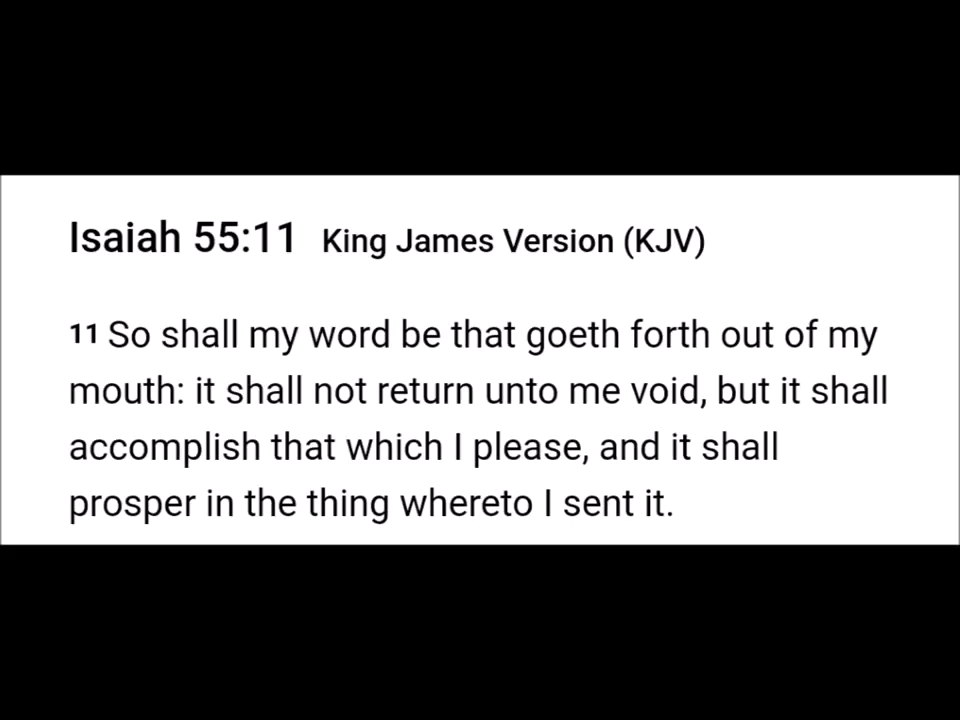 Isaiah 55:11 King James Version (KJV)
11 So shall my word be that goeth forth out of my
mouth: it shall not return unto me void, but it shall
accomplish that which I please, and it shall
prosper in the thing whereto I sent it.